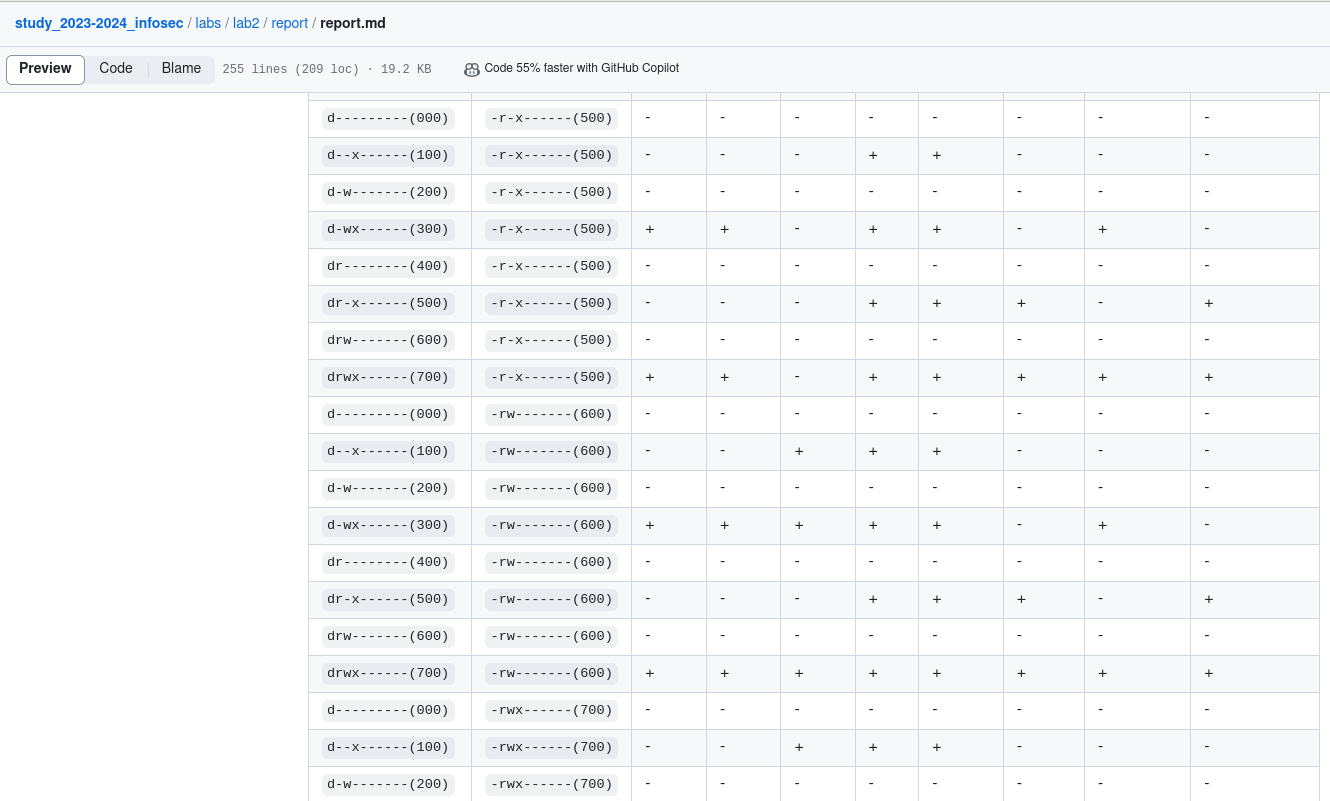 study_2023-2024_infosec / labs / lab2 / report / report.md
Preview Code Blame 255 lines (209 loc) · 19.2 KB Code 55% faster with GitHub Copilot
d---------(000) -r-x------(500) - - - - - - - -
d--x------(100) -r-x------(500) - - - + + - - -
d-w-------(200) -r-x------(500) - - - - - - - -
d-wx------(300) -r-x------(500) + + - + + - + -
dr--------(400) -r-x------(500) - - - - - - - -
dr-x------(500) -r-x------(500) - - - + + + - +
drw-------(600) -r-x------(500) - - - - - - - -
drwx------(700) -r-x------(500) + + - + + + + +
d---------(000) -rw-------(600) - - - - - - - -
d--x------(100) -rw-------(600) - - + + + - - -
d-w-------(200) -rw-------(600) - - - - - - - -
d-wx------(300) -rw-------(600) + + + + + - + -
dr--------(400) -rw-------(600) - - - - - - - -
dr-x------(500) -rw-------(600) - - - + + + - +
drw-------(600) -rw-------(600) - - - - - - - -
drwx------(700) -rw-------(600) + + + + + + + +
d---------(000) -rwx------(700) - - - - - - - -
d--x------(100) -rwx------(700) - - + + + - - -
d-w-------(200) -rwx------(700) - - - - - - - -